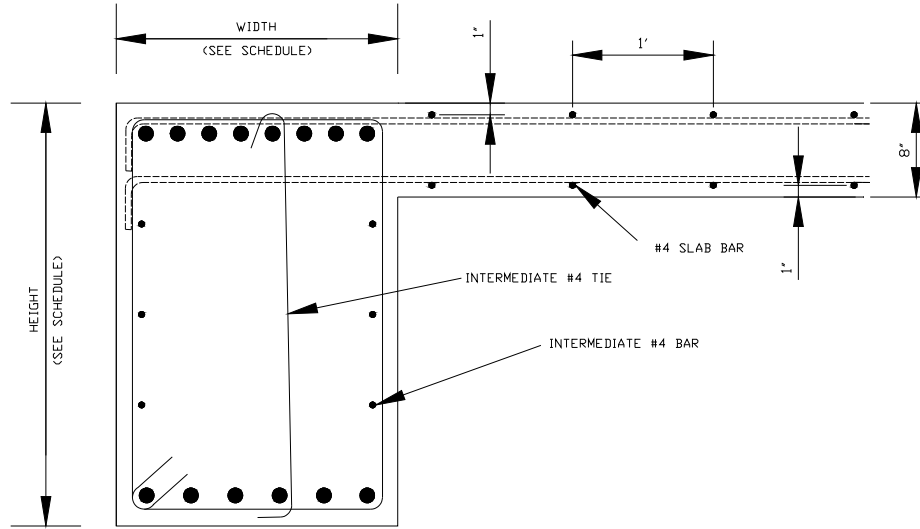 WIDTH
(SEE SCHEDULE)
1"
1'
8"
HEIGHT
(SEE SCHEDULE)
#4 SLAB BAR
1"
INTERMEDIATE #4 TIE
INTERMEDIATE #4 BAR